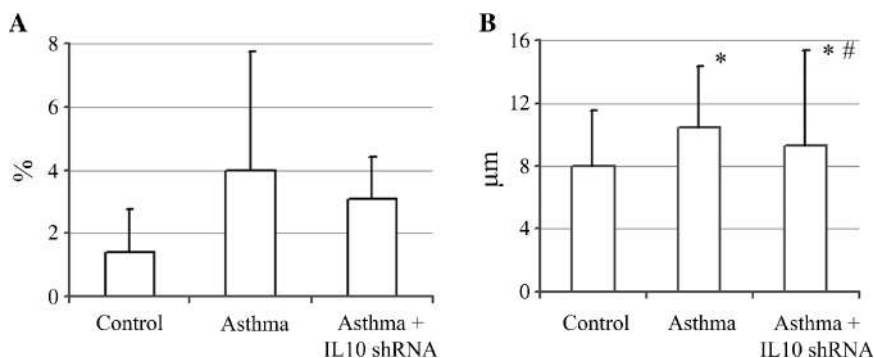 A
8
6
4
2
0
%
Control
Asthma
Asthma +
IL10 shRNA
B
16
12
8
4
0
µm
*
* #
Control
Asthma
Asthma +
IL10 shRNA